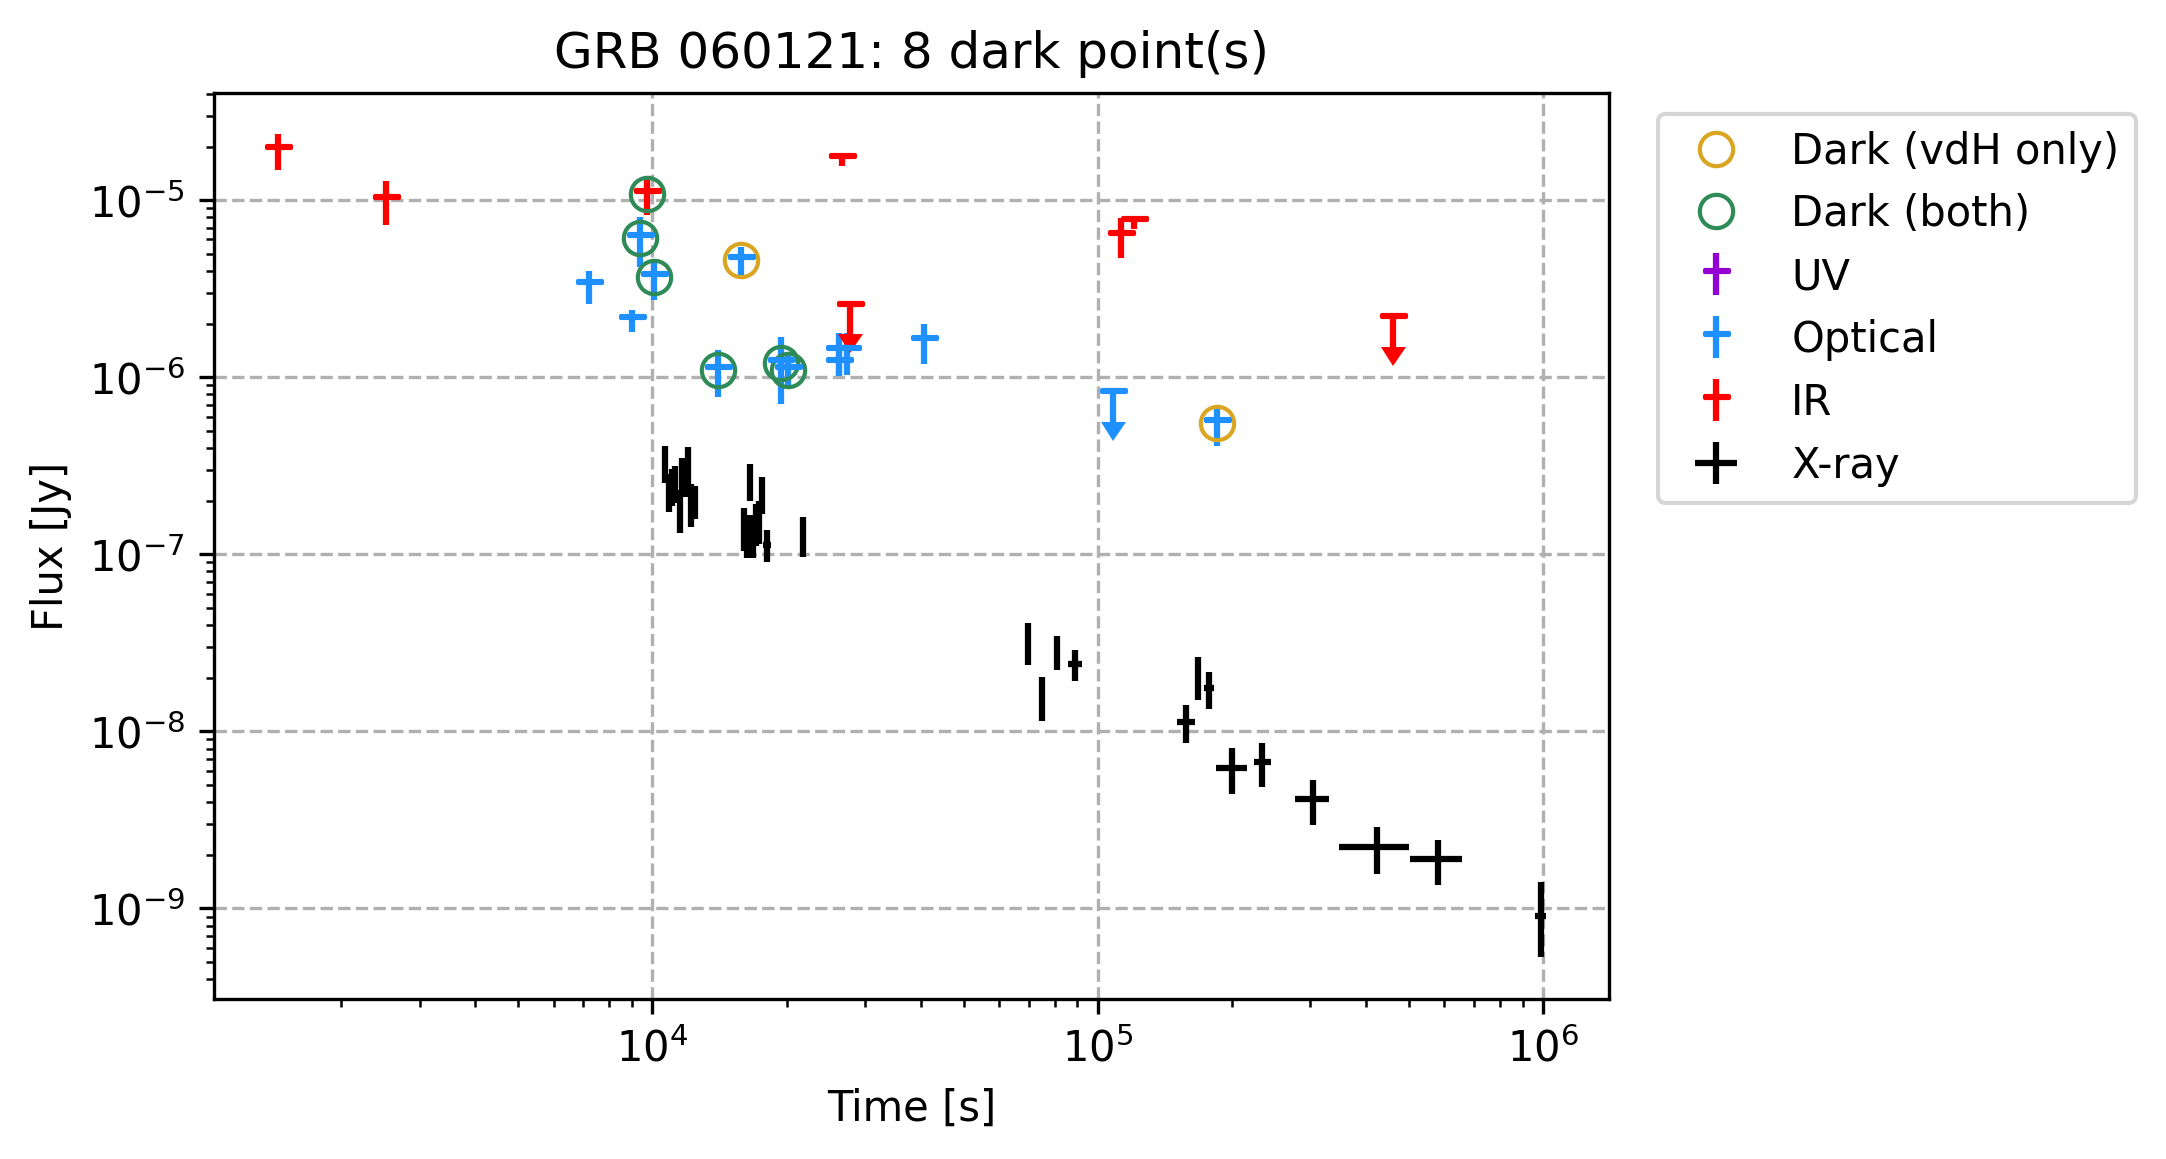 GRB 060121: 8 dark point(s)
Flux [Jy]
10⁻⁵
10⁻⁶
10⁻⁷
10⁻⁸
10⁻⁹
10⁴ 10⁵ 10⁶
Time [s]
Dark (vdH only)
Dark (both)
UV
Optical
IR
X-ray